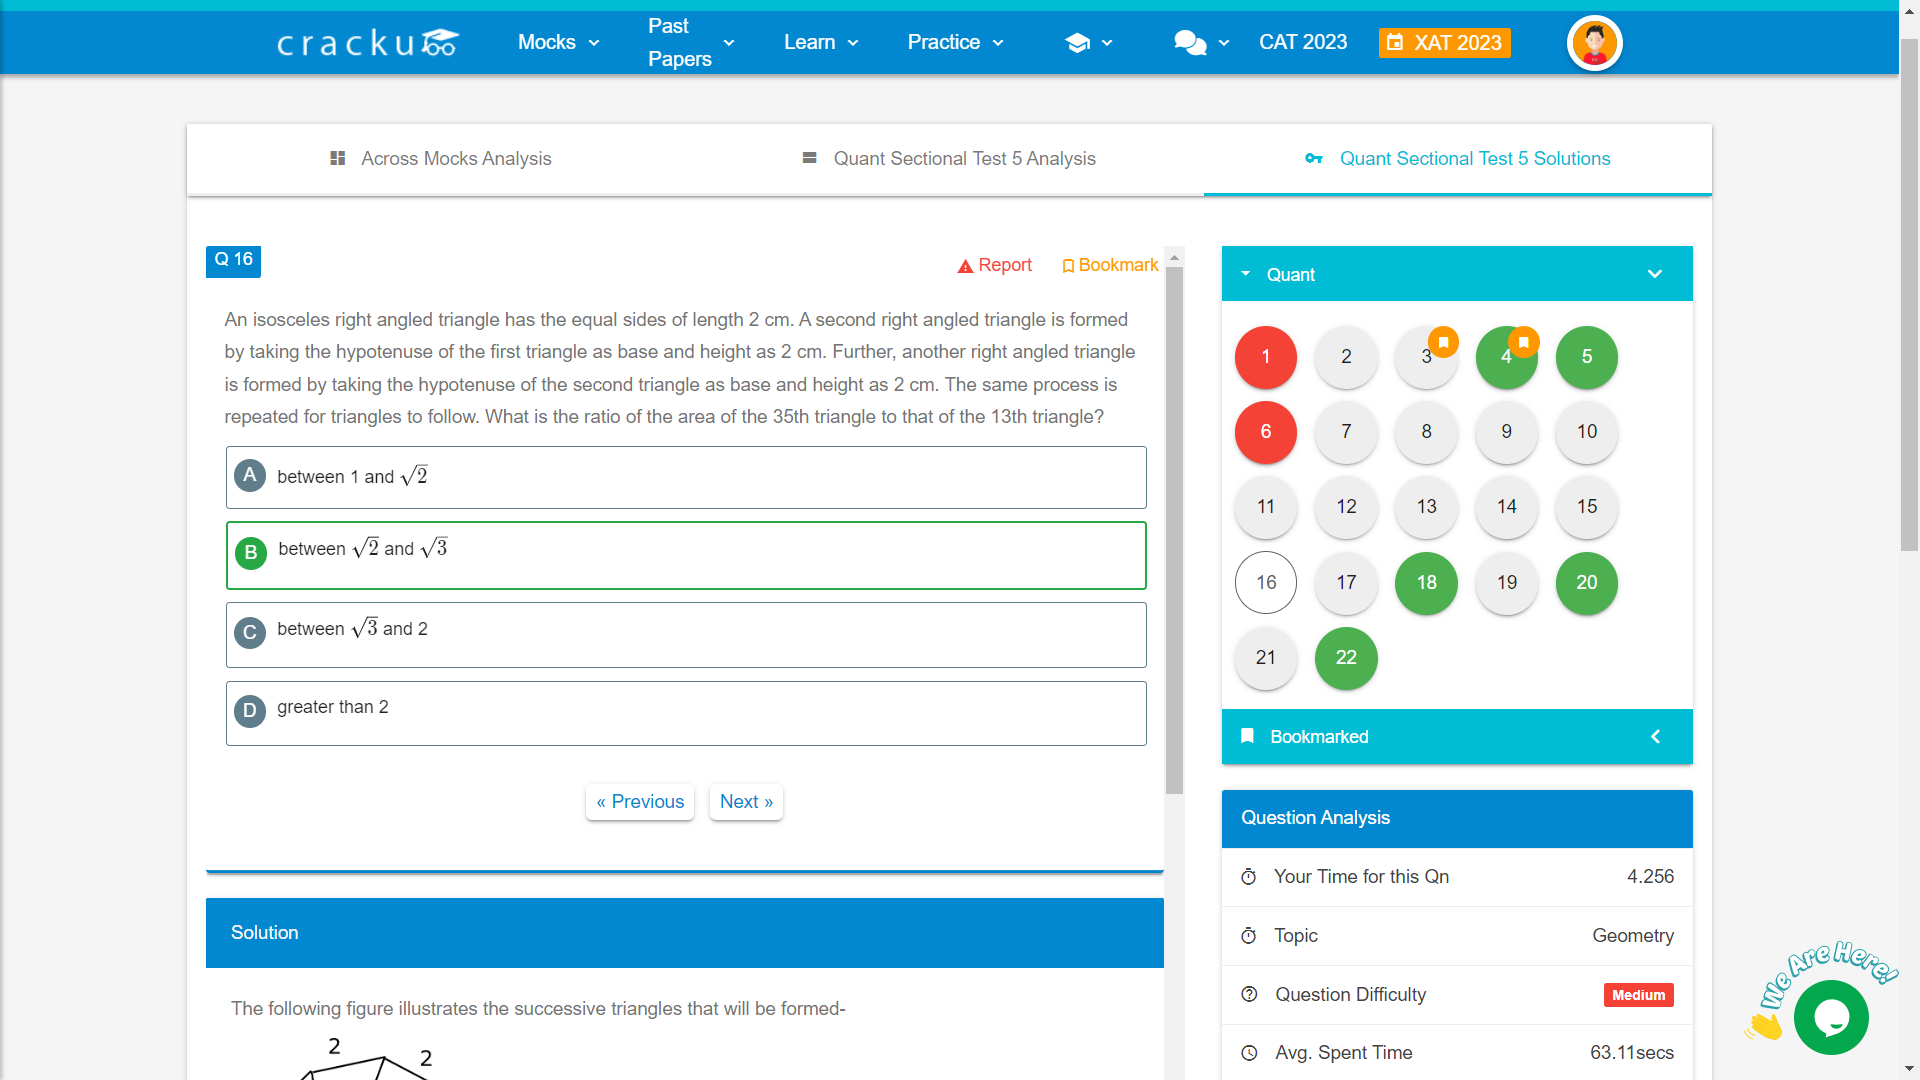 cracku
Mocks
Past Papers
Learn
Practice
CAT 2023
XAT 2023
Across Mocks Analysis
Quant Sectional Test 5 Analysis
Quant Sectional Test 5 Solutions
Q 16
Report
Bookmark
An isosceles right angled triangle has the equal sides of length 2 cm. A second right angled triangle is formed
by taking the hypotenuse of the first triangle as base and height as 2 cm. Further, another right angled triangle
is formed by taking the hypotenuse of the second triangle as base and height as 2 cm. The same process is
repeated for triangles to follow. What is the ratio of the area of the 35th triangle to that of the 13th triangle?
A between 1 and √2
B between √2 and √3
C between √3 and 2
D greater than 2
« Previous
Next »
Solution
The following figure illustrates the successive triangles that will be formed-
2
2
Quant
1 2 3 4 5
6 7 8 9 10
11 12 13 14 15
16 17 18 19 20
21 22
Bookmarked
Question Analysis
Your Time for this Qn 4.256
Topic Geometry
Question Difficulty Medium
Avg. Spent Time 63.11secs
We Are Here!